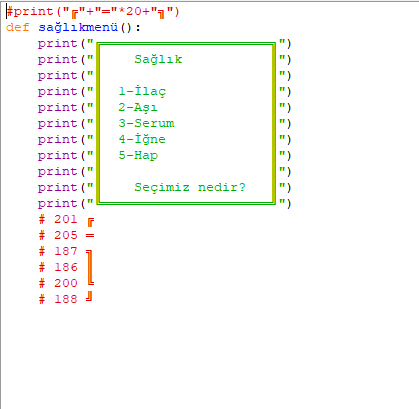 #print("╔"+"═"*20+"╗")
def sağlıkmenü():
    print("╔══════════════════════╗")
    print("║    Sağlık            ║")
    print("║                      ║")
    print("║  1-İlaç              ║")
    print("║  2-Aşı               ║")
    print("║  3-Serum             ║")
    print("║  4-İğne              ║")
    print("║  5-Hap               ║")
    print("║                      ║")
    print("║    Seçimiz nedir?    ║")
    print("╚══════════════════════╝")
    # 201 ╔
    # 205 ═
    # 187 ╗
    # 186 ║
    # 200 ╚
    # 188 ╝